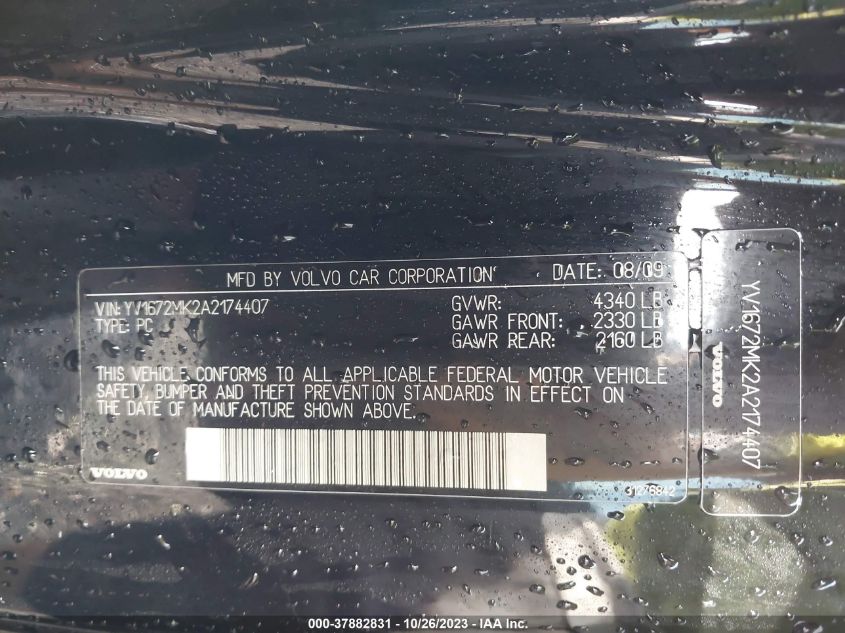 MFD BY VOLVO CAR CORPORATION DATE: 08/09
VIN: YV1672MK2A2174407
TYPE: PC
GVWR: 4340 LB
GAWR FRONT: 2330 LB
GAWR REAR: 2160 LB
THIS VEHICLE CONFORMS TO ALL APPLICABLE FEDERAL MOTOR VEHICLE
SAFETY, BUMPER AND THEFT PREVENTION STANDARDS IN EFFECT ON
THE DATE OF MANUFACTURE SHOWN ABOVE.
VOLVO
31276842
YV1672MK2A2174407
VOLVO
000-37882831 - 10/26/2023 - IAA Inc.